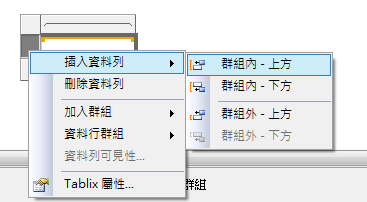 插入資料列
刪除資料列
加入群組
資料行群組
資料列可見性...
Tablix 屬性...
群組內 - 上方
群組內 - 下方
群組外 - 上方
群組外 - 下方
群組